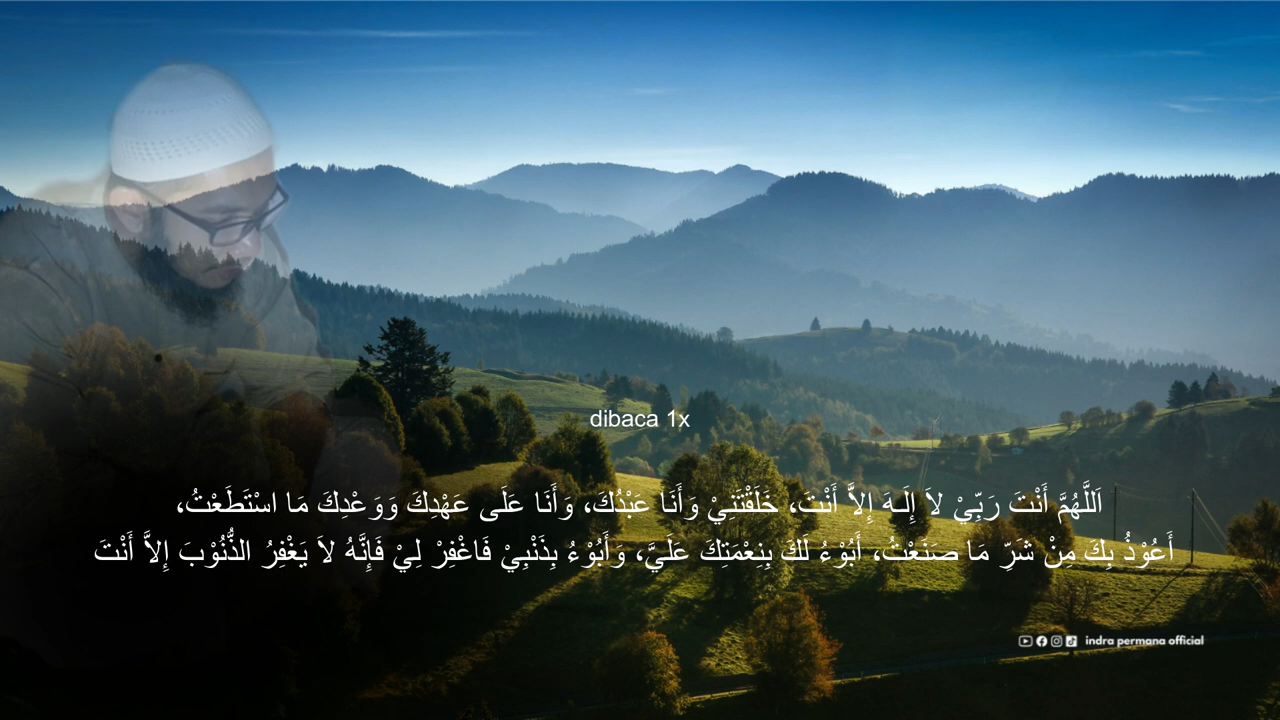 dibaca 1x
اَللَّهُمَّ أَنْتَ رَبِّيْ لاَ إِلَـهَ إِلاَّ أَنْتَ، خَلَقْتَنِيْ وَأَنَا عَبْدُكَ، وَأَنَا عَلَى عَهْدِكَ وَوَعْدِكَ مَا اسْتَطَعْتُ،
أَعُوْذُ بِكَ مِنْ شَرِّ مَا صَنَعْتُ، أَبُوْءُ لَكَ بِنِعْمَتِكَ عَلَيَّ، وَأَبُوْءُ بِذَنْبِيْ فَاغْفِرْ لِيْ فَإِنَّهُ لاَ يَغْفِرُ الذُّنُوْبَ إِلاَّ أَنْتَ
indra permana official